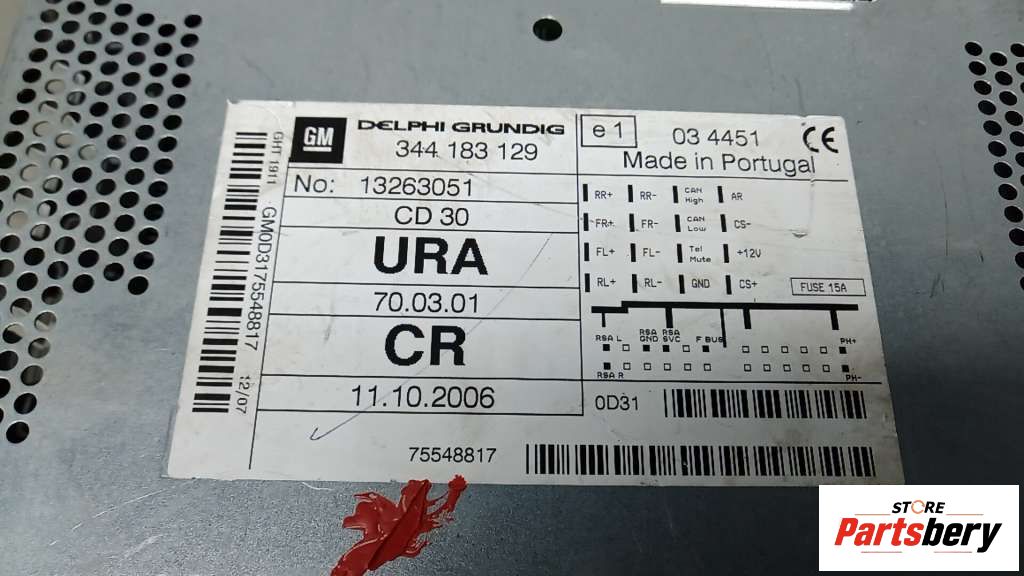 GM DELPHI GRUNDIG
344 183 129
No: 13263051
CD 30
URA
70.03.01
CR
11.10.2006
75548817
GHT 1911
GM0D3175548817
12/07
e1 03 4451 CE
Made in Portugal
RR+ RR- CAN High AR
FR+ FR- CAN Low CS-
FL+ FL- Tel Mute +12V
RL+ RL- GND CS+
FUSE 15A
RSA L RSA GND RSA SVC F BUS PH+
RSA R PH-
0D31
STORE
Partsbery